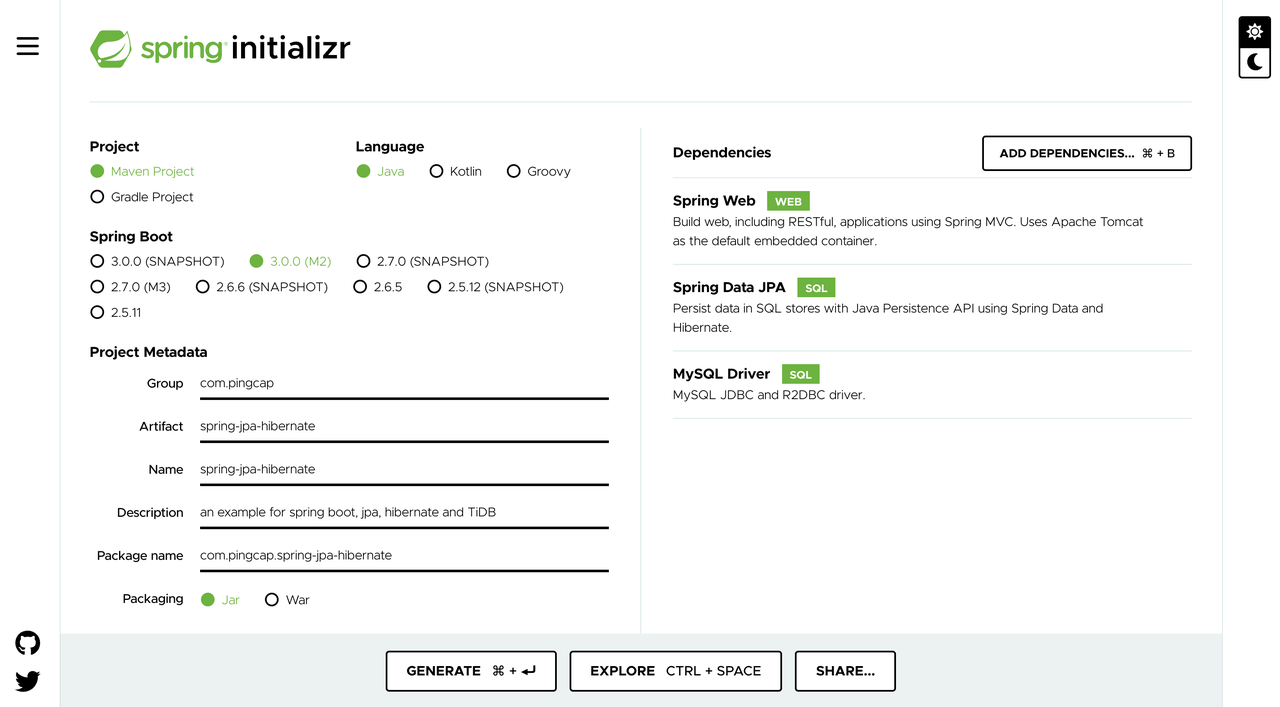 spring initializr
Project
Maven Project
Gradle Project
Language
Java Kotlin Groovy
Spring Boot
3.0.0 (SNAPSHOT) 3.0.0 (M2) 2.7.0 (SNAPSHOT)
2.7.0 (M3) 2.6.6 (SNAPSHOT) 2.6.5 2.5.12 (SNAPSHOT)
2.5.11
Project Metadata
Group com.pingcap
Artifact spring-jpa-hibernate
Name spring-jpa-hibernate
Description an example for spring boot, jpa, hibernate and TiDB
Package name com.pingcap.spring-jpa-hibernate
Packaging Jar War
Dependencies
ADD DEPENDENCIES... ⌘ + B
Spring Web WEB
Build web, including RESTful, applications using Spring MVC. Uses Apache Tomcat
as the default embedded container.
Spring Data JPA SQL
Persist data in SQL stores with Java Persistence API using Spring Data and
Hibernate.
MySQL Driver SQL
MySQL JDBC and R2DBC driver.
GENERATE ⌘ + ↵
EXPLORE CTRL + SPACE
SHARE...